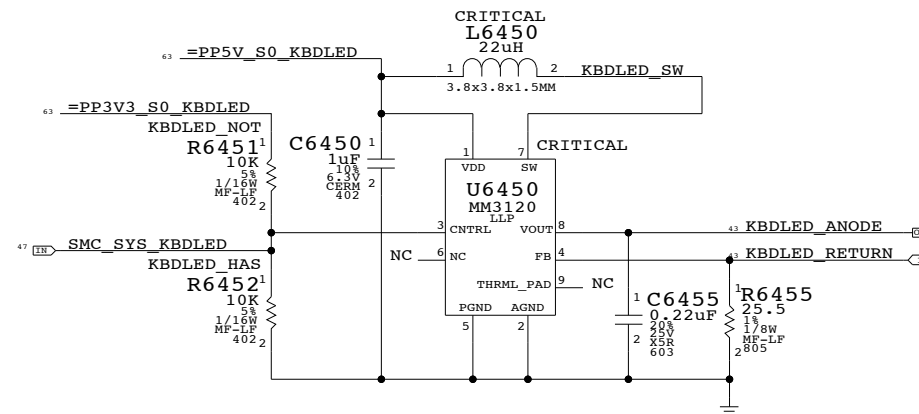 CRITICAL
L6450
22uH
1 2
3.8x3.8x1.5MM
KBDLED_SW
63 =PP5V_S0_KBDLED
63 =PP3V3_S0_KBDLED
KBDLED_NOT
R6451
1
10K
5%
1/16W
MF-LF
402
2
C6450
1
1uF
10%
6.3V
CERM
402
2
1
VDD
7
SW
CRITICAL
U6450
MM3120
LLP
3
CNTRL
VOUT
8
6
NC
NC
FB
4
THRML_PAD
9
NC
PGND
AGND
5
2
47 IN SMC_SYS_KBDLED
KBDLED_HAS
R6452
1
10K
5%
1/16W
MF-LF
402
2
43 KBDLED_ANODE
KBDLED_RETURN
C6455
1
0.22uF
20%
25V
X5R
603
2
R6455
1
25.5
1%
1/8W
MF-LF
805
2